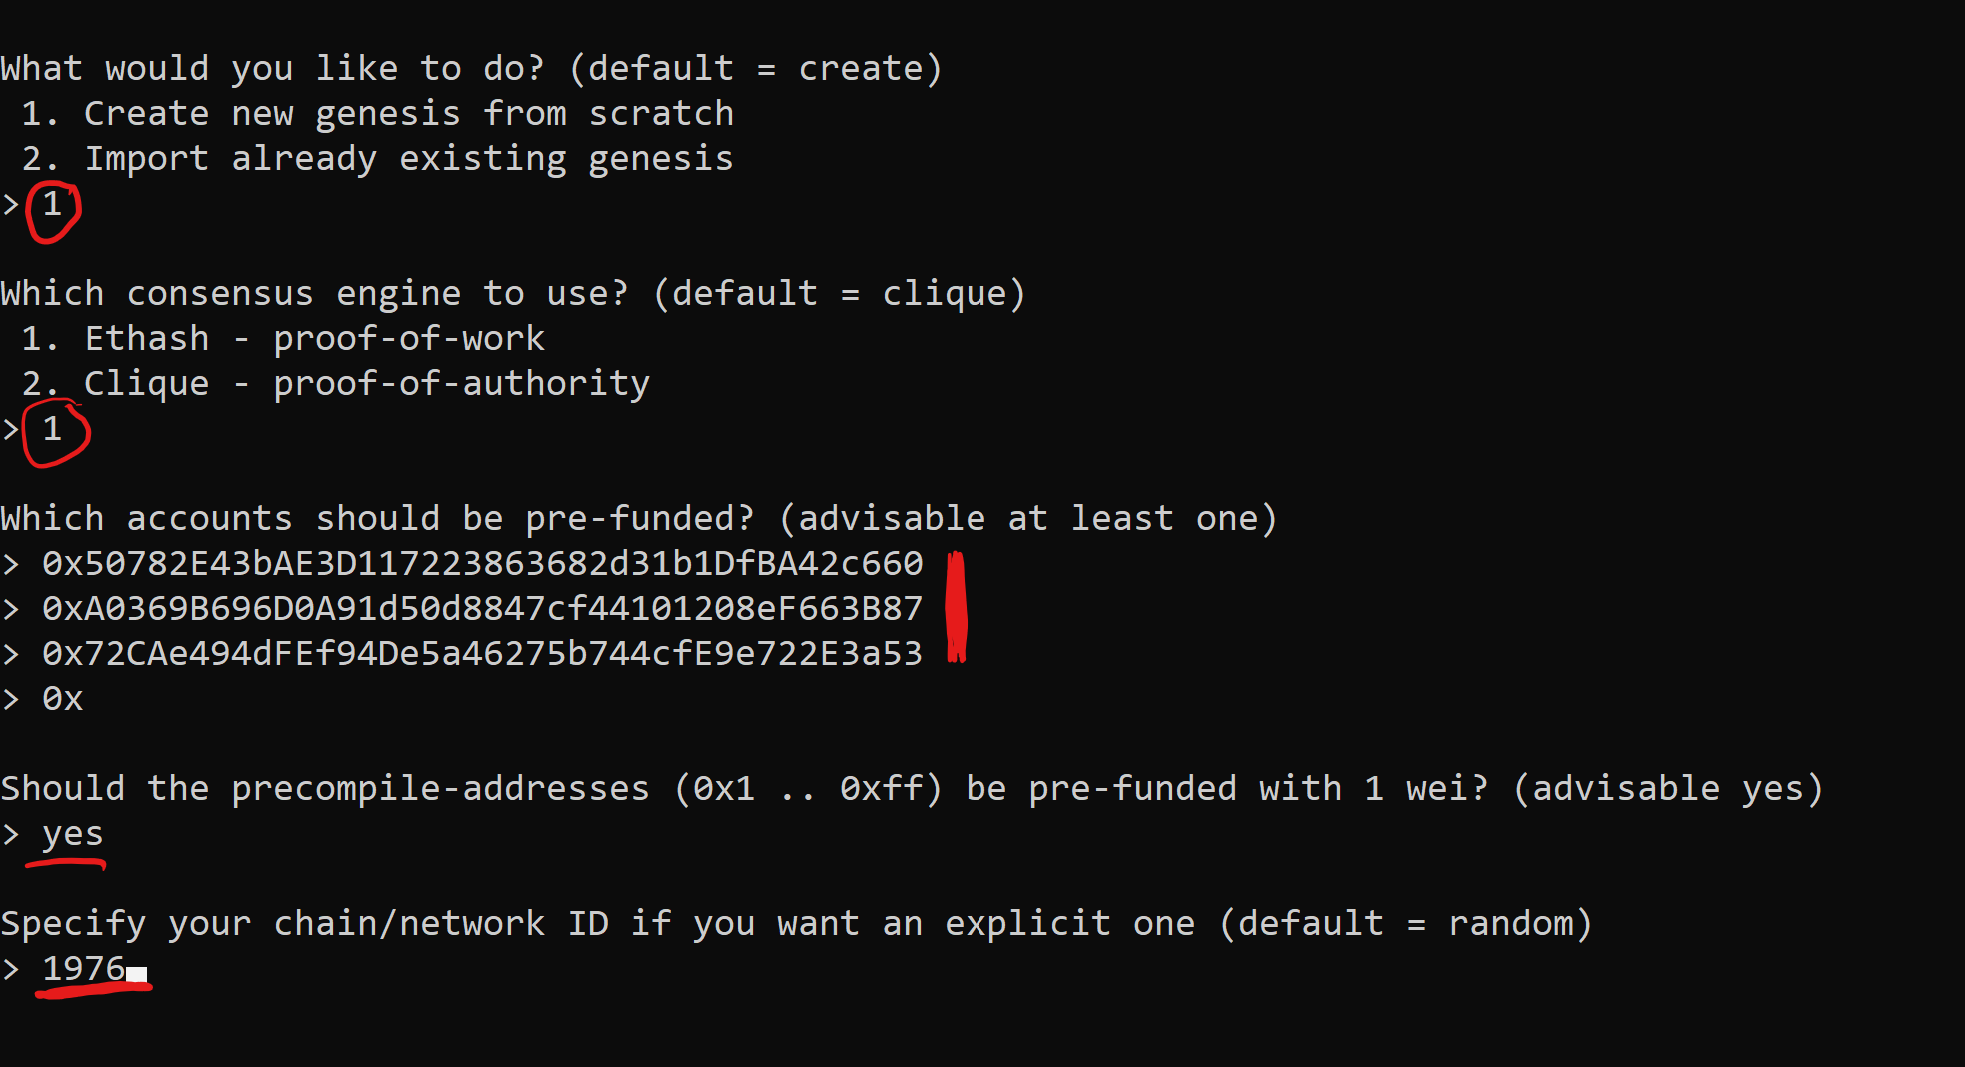 What would you like to do? (default = create)
1. Create new genesis from scratch
2. Import already existing genesis
> 1
Which consensus engine to use? (default = clique)
1. Ethash - proof-of-work
2. Clique - proof-of-authority
> 1
Which accounts should be pre-funded? (advisable at least one)
> 0x50782E43bAE3D117223863682d31b1DfBA42c660
> 0xA0369B696D0A91d50d8847cf44101208eF663B87
> 0x72CAe494dFEf94De5a46275b744cfE9e722E3a53
> 0x
Should the precompile-addresses (0x1 .. 0xff) be pre-funded with 1 wei? (advisable yes)
> yes
Specify your chain/network ID if you want an explicit one (default = random)
> 1976